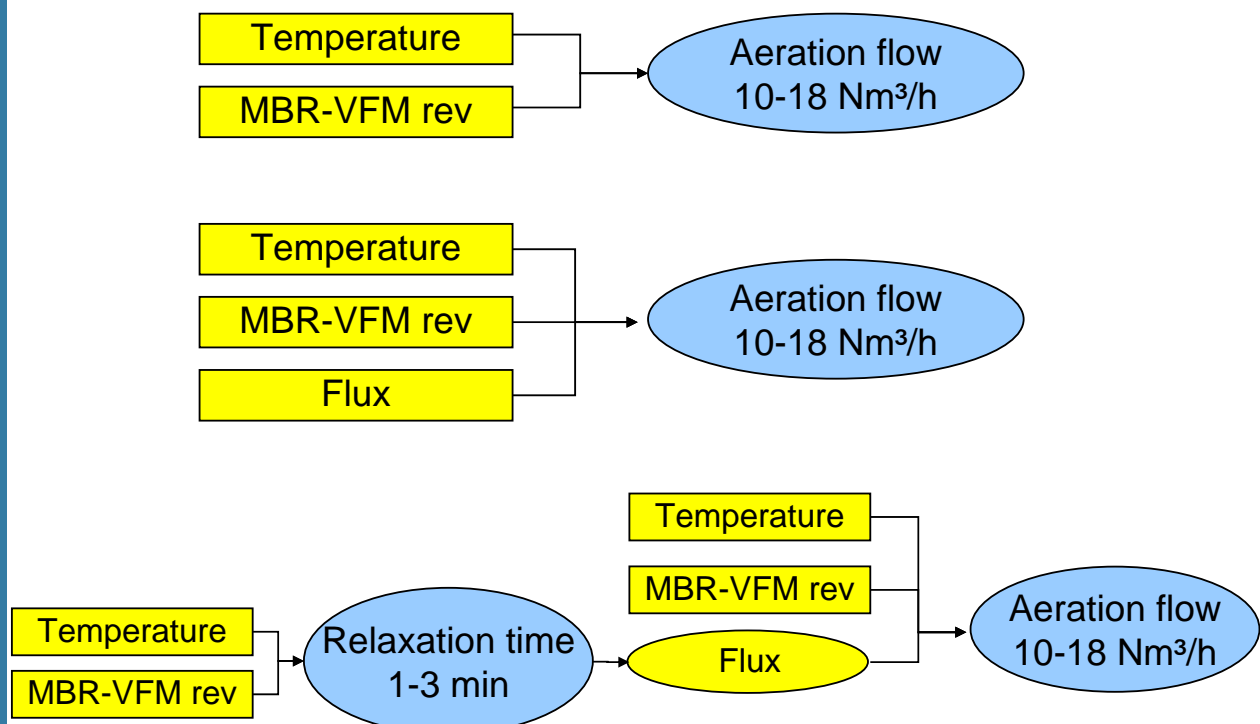 Temperature
MBR-VFM rev
Aeration flow
10-18 Nm³/h
Temperature
MBR-VFM rev
Flux
Aeration flow
10-18 Nm³/h
Temperature
MBR-VFM rev
Relaxation time
1-3 min
Temperature
MBR-VFM rev
Flux
Aeration flow
10-18 Nm³/h